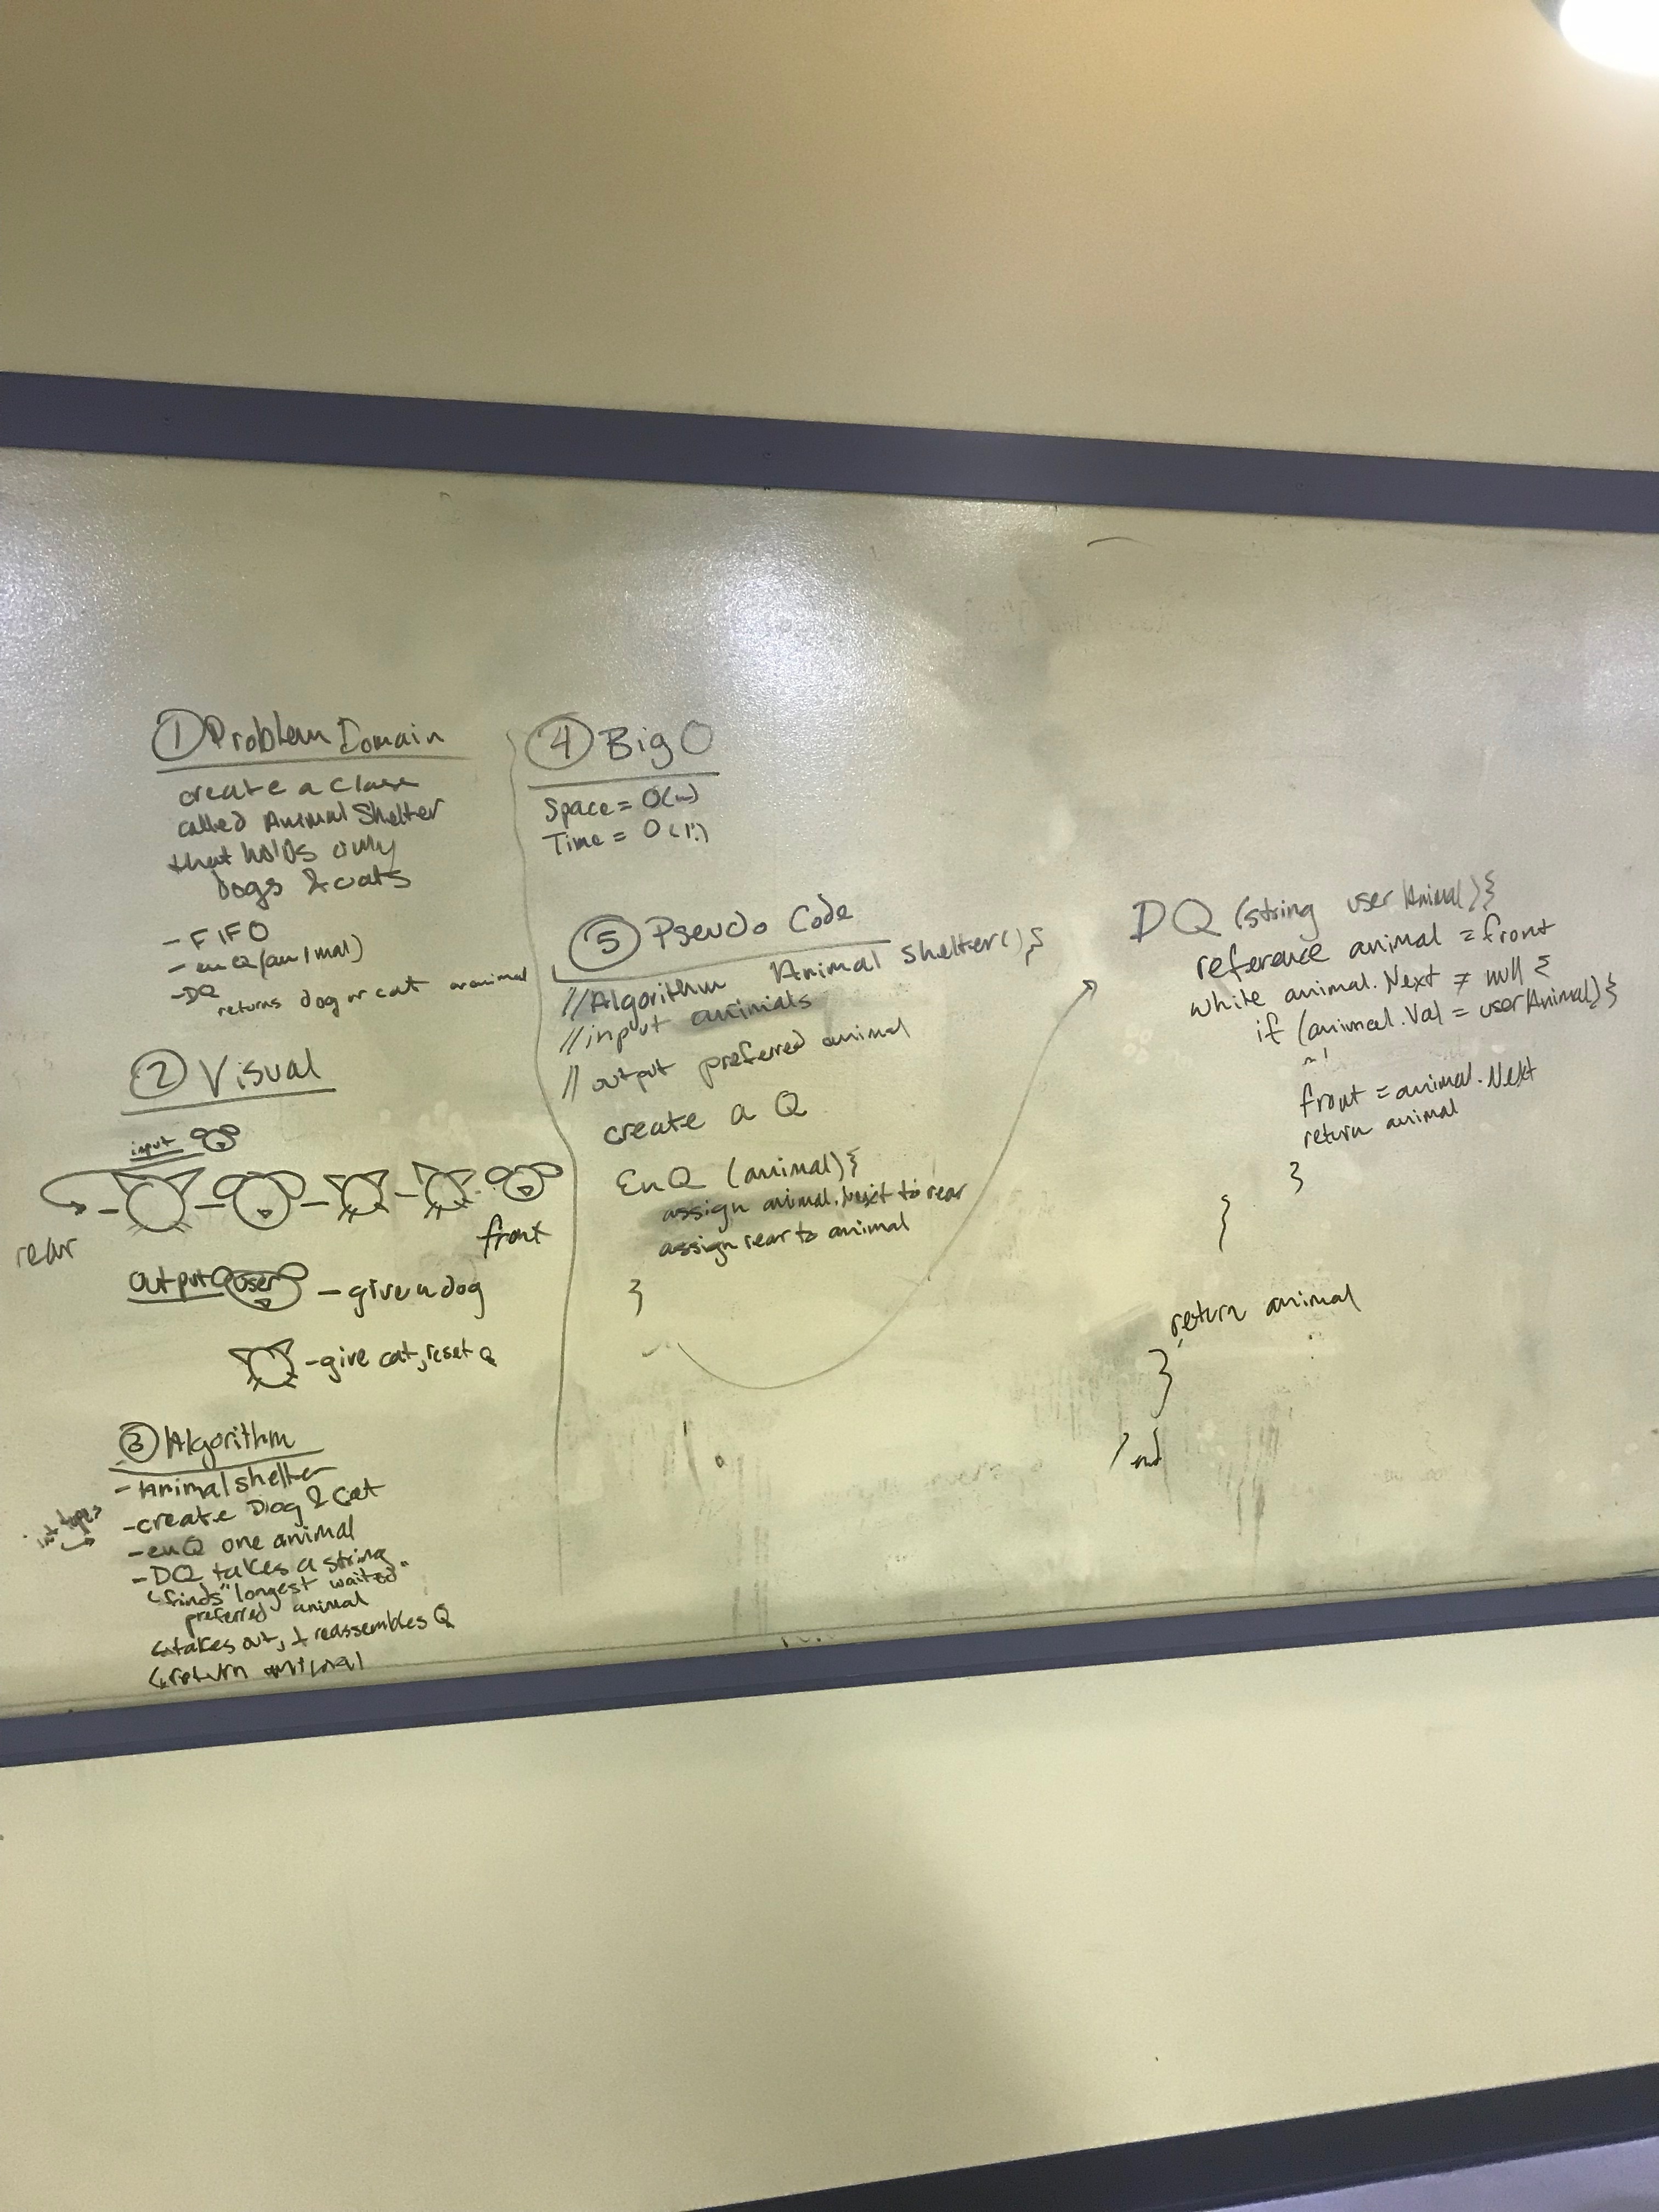 ① Problem Domain
create a class
called Animal Shelter
that holds only
Dogs & cats
- FIFO
- enQ(animal)
- DQ
returns dog or cat or animal
② Visual
input
rear
front
Output user - give a dog
- give cat, reset Q
③ Algorithm
- Animal shelter
- create Dog & Cat
- enQ one animal
- DQ takes a string
finds "longest waited"
preferred animal
takes out, & reassembles Q
return animal
④ Big O
Space = O(n)
Time = O(1)
⑤ Pseudo Code
//Algorithm Animal Shelter(){
//input animals
// output preferred animal
create a Q
EnQ (animal){
assign animal.Next to rear
assign rear to animal
}
DQ (string userAnimal){
reference animal = front
while animal.Next ≠ null {
if (animal.Val = userAnimal){
front = animal.Next
return animal
}
}
return animal
}
/end